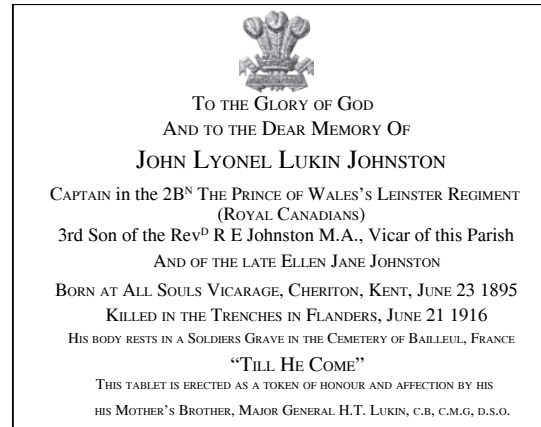 To the Glory of God
And to the Dear Memory Of
John Lyonel Lukin Johnston
Captain in the 2Bᴺ The Prince of Wales's Leinster Regiment
(Royal Canadians)
3rd Son of the Revᴰ R E Johnston M.A., Vicar of this Parish
And of the late Ellen Jane Johnston
Born at All Souls Vicarage, Cheriton, Kent, June 23 1895
Killed in the Trenches in Flanders, June 21 1916
His body rests in a Soldiers Grave in the Cemetery of Bailleul, France
“Till He Come”
This tablet is erected as a token of honour and affection by his
his Mother's Brother, Major General H.T. Lukin, c.b, c.m.g, d.s.o.